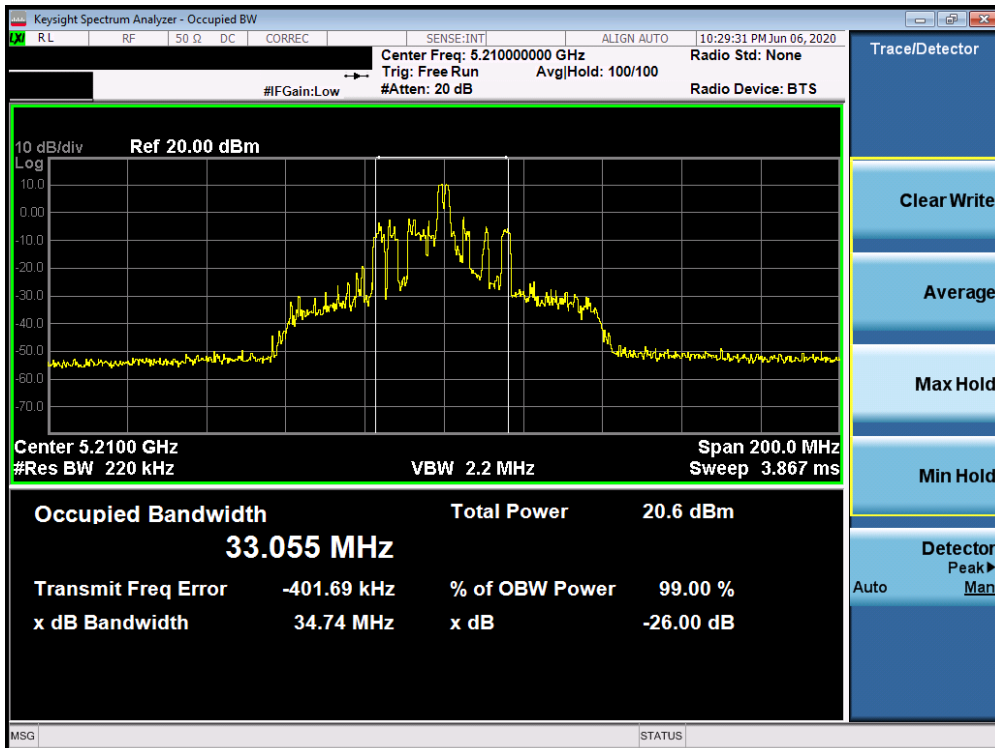 Keysight Spectrum Analyzer - Occupied BW
LXI RL RF 50 Ω DC CORREC SENSE:INT ALIGN AUTO 10:29:31 PM Jun 06, 2020
Center Freq: 5.210000000 GHz Radio Std: None
Trig: Free Run Avg|Hold: 100/100
#IFGain:Low #Atten: 20 dB Radio Device: BTS
10 dB/div Ref 20.00 dBm
Log
10.0
0.00
-10.0
-20.0
-30.0
-40.0
-50.0
-60.0
-70.0
Center 5.2100 GHz Span 200.0 MHz
#Res BW 220 kHz VBW 2.2 MHz Sweep 3.867 ms
Occupied Bandwidth Total Power 20.6 dBm
33.055 MHz
Transmit Freq Error -401.69 kHz % of OBW Power 99.00 %
x dB Bandwidth 34.74 MHz x dB -26.00 dB
Trace/Detector
Clear Write
Average
Max Hold
Min Hold
Detector
Peak▶
Auto Man
MSG STATUS